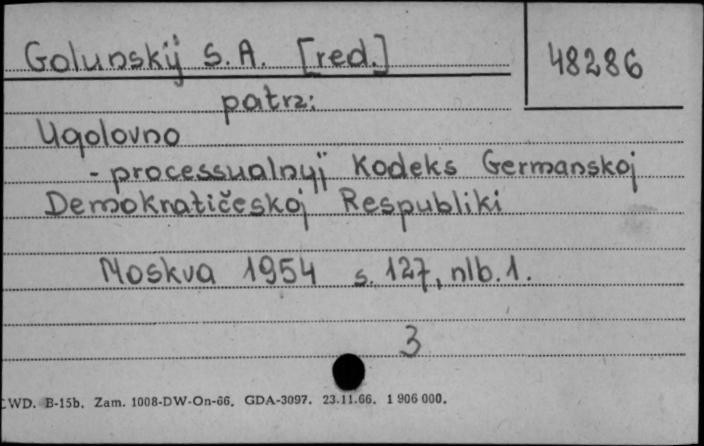 Golunskij S. A. [red.]
48286
patrz:
Ugolovno
- processualnyj Kodeks Germanskoj
Demokratičeskoj Respubliki
Moskva 1954 s. 127, nlb. 1.
3
CWD. B-15b. Zam. 1008-DW-On-66. GDA-3097. 23.11.66. 1 906 000.